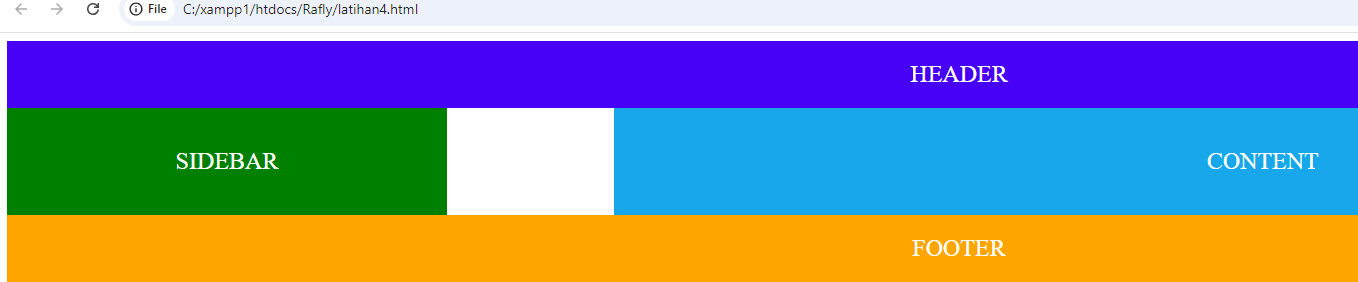 File C:/xampp1/htdocs/Rafly/latihan4.html
HEADER
SIDEBAR CONTENT
FOOTER